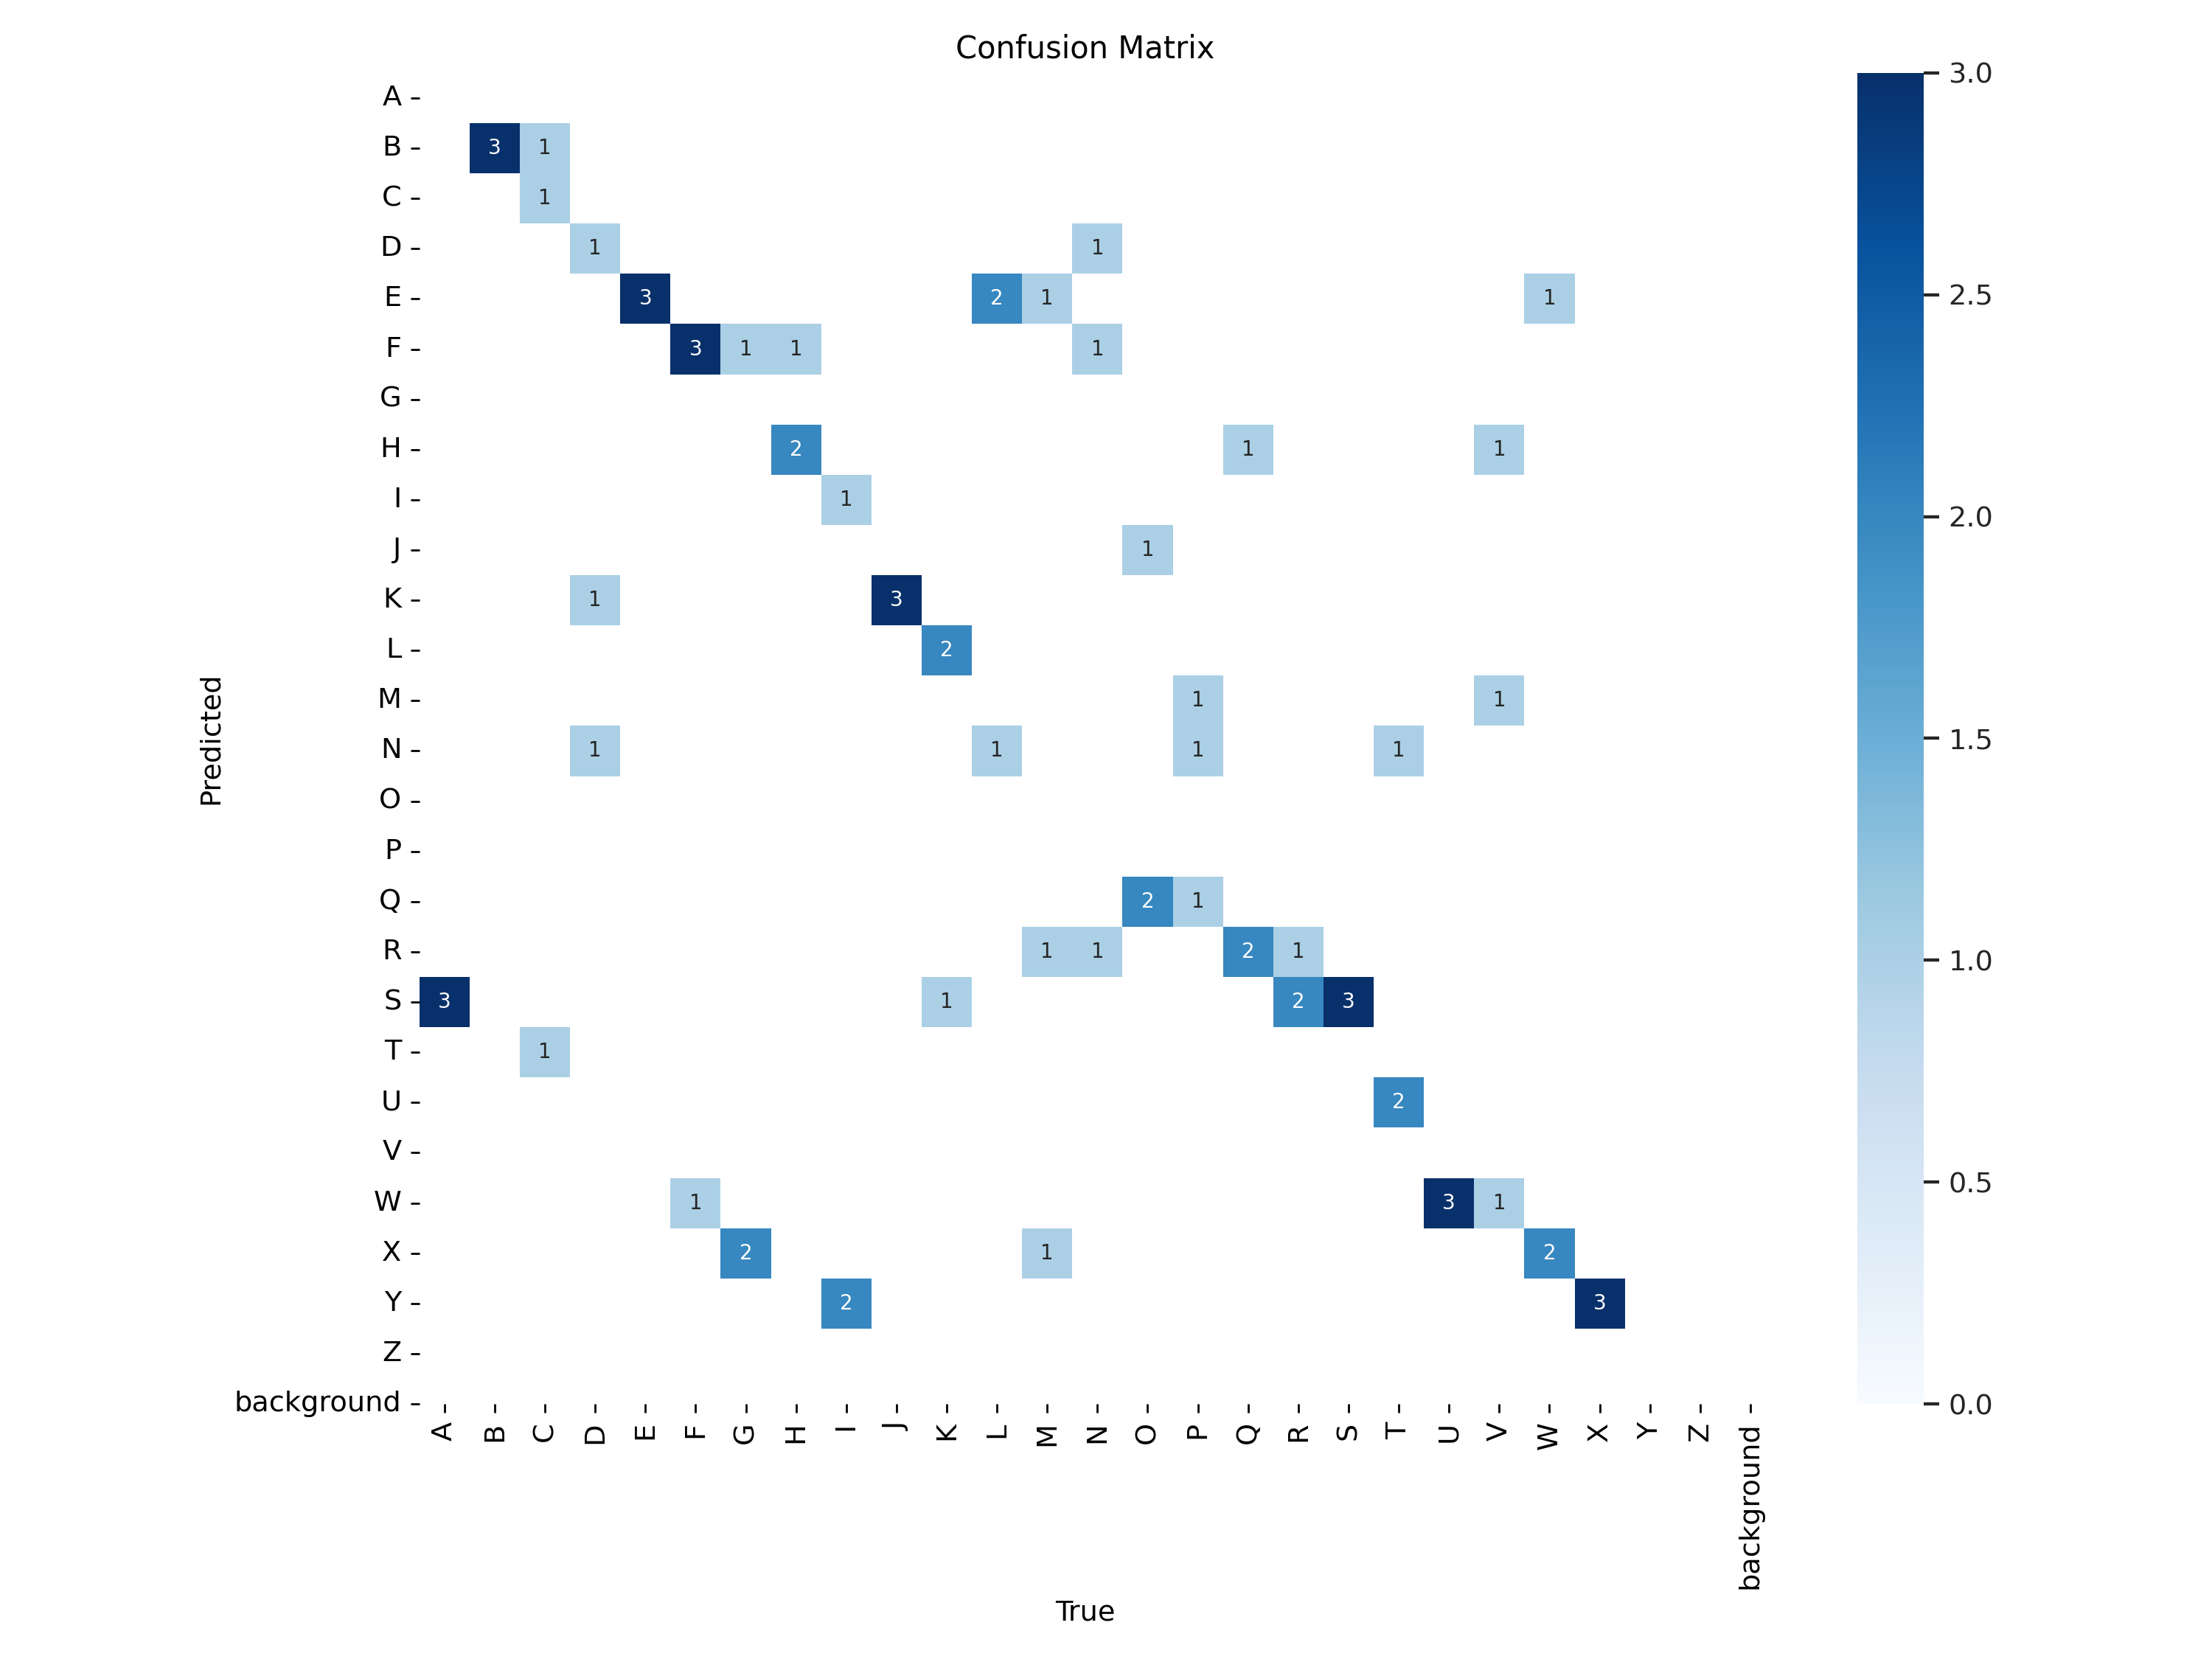 Confusion Matrix
A
B 3 1
C 1
D 1 1
E 3 2 1 1
F 3 1 1 1
G
H 2 1 1
I 1
J 1
K 1 3
L 2
M 1 1
N 1 1 1 1
O
P
Q 2 1
R 1 1 2 1
S 3 1 2 3
T 1
U 2
V
W 1 3 1
X 2 1 2
Y 2 3
Z
background
A B C D E F G H I J K L M N O P Q R S T U V W X Y Z background
True
Predicted
3.0
2.5
2.0
1.5
1.0
0.5
0.0